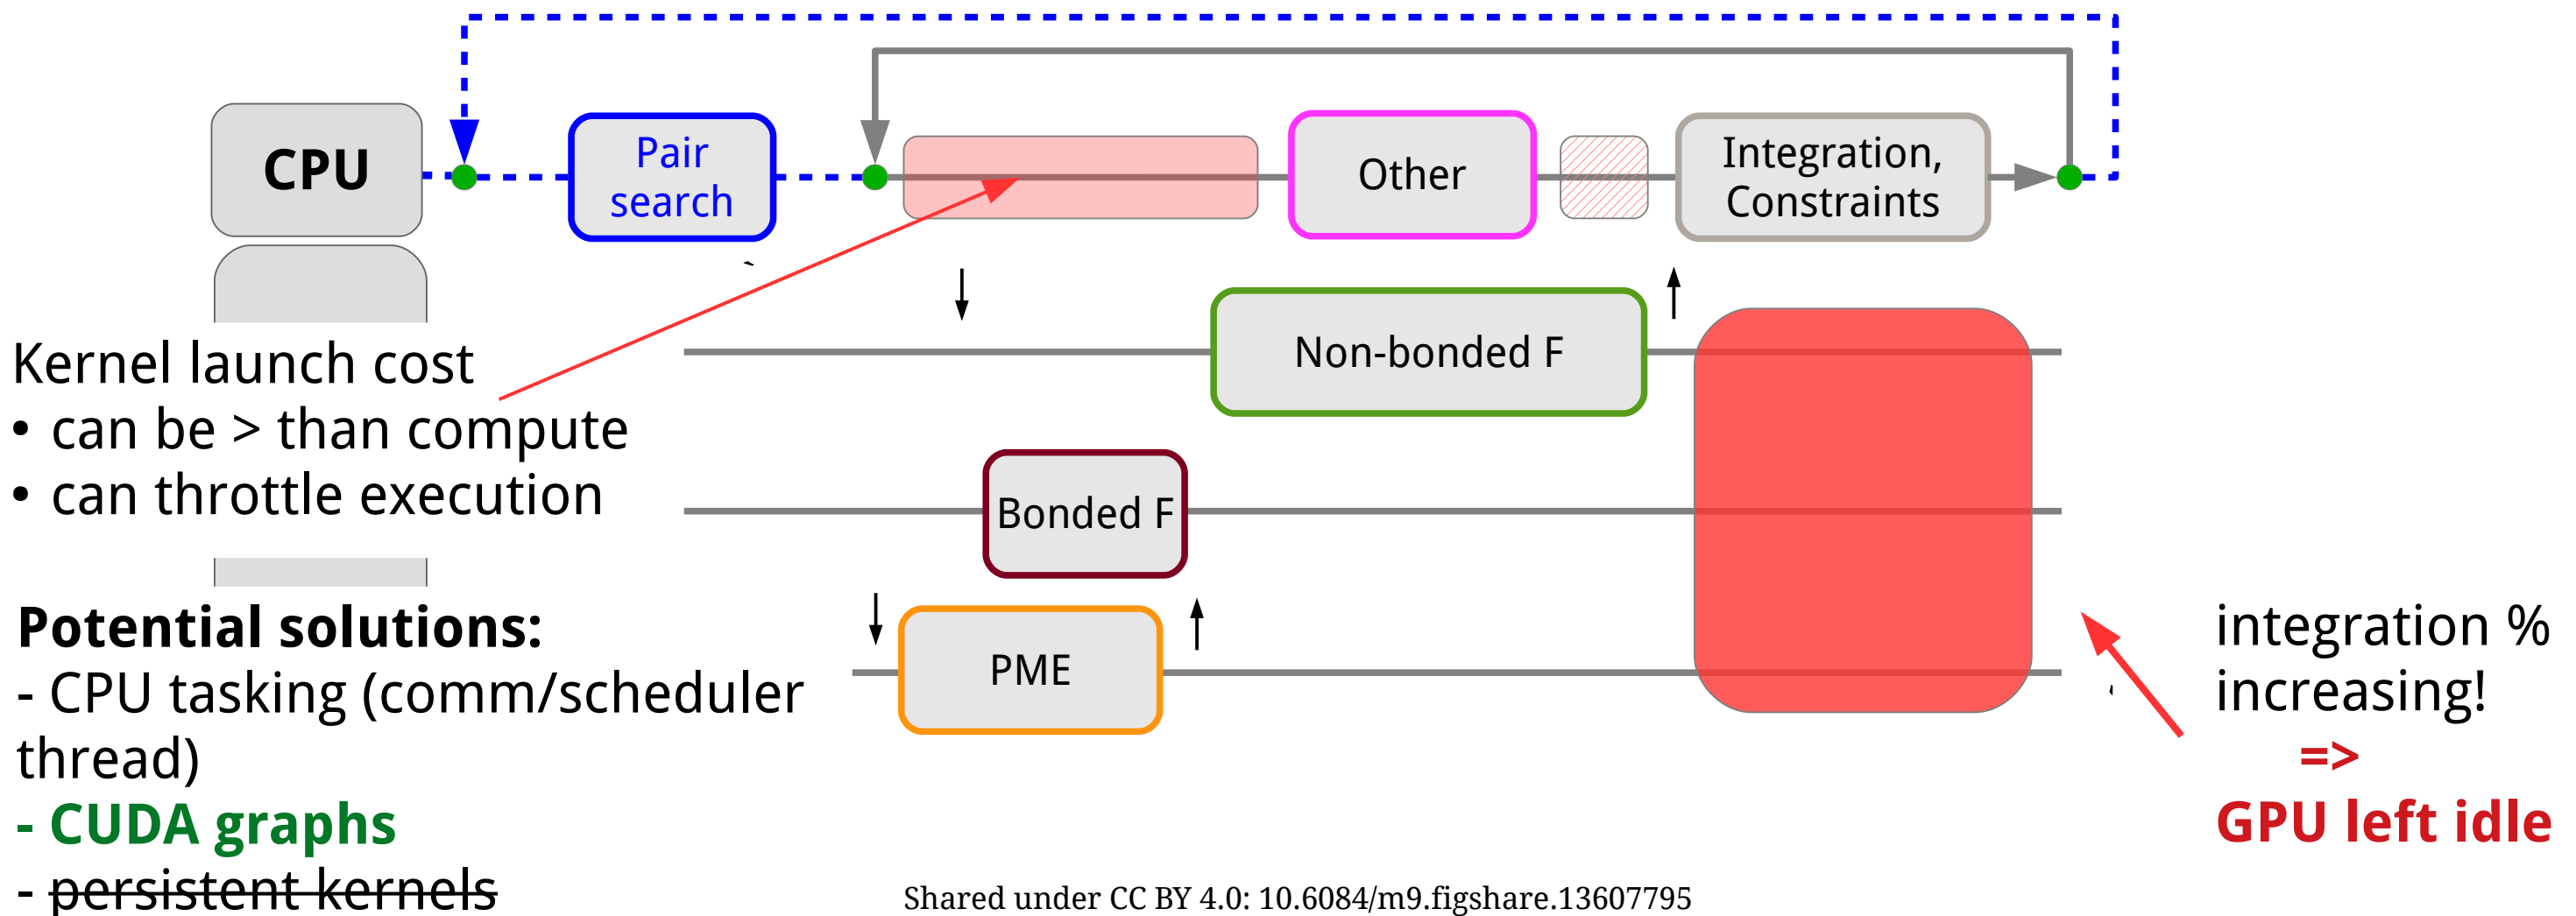 CPU
Pair
search
Other
Integration,
Constraints
Non-bonded F
Kernel launch cost
• can be > than compute
• can throttle execution
Bonded F
PME
Potential solutions:
- CPU tasking (comm/scheduler
thread)
- CUDA graphs
- persistent kernels
integration %
increasing!
=>
GPU left idle
Shared under CC BY 4.0: 10.6084/m9.figshare.13607795